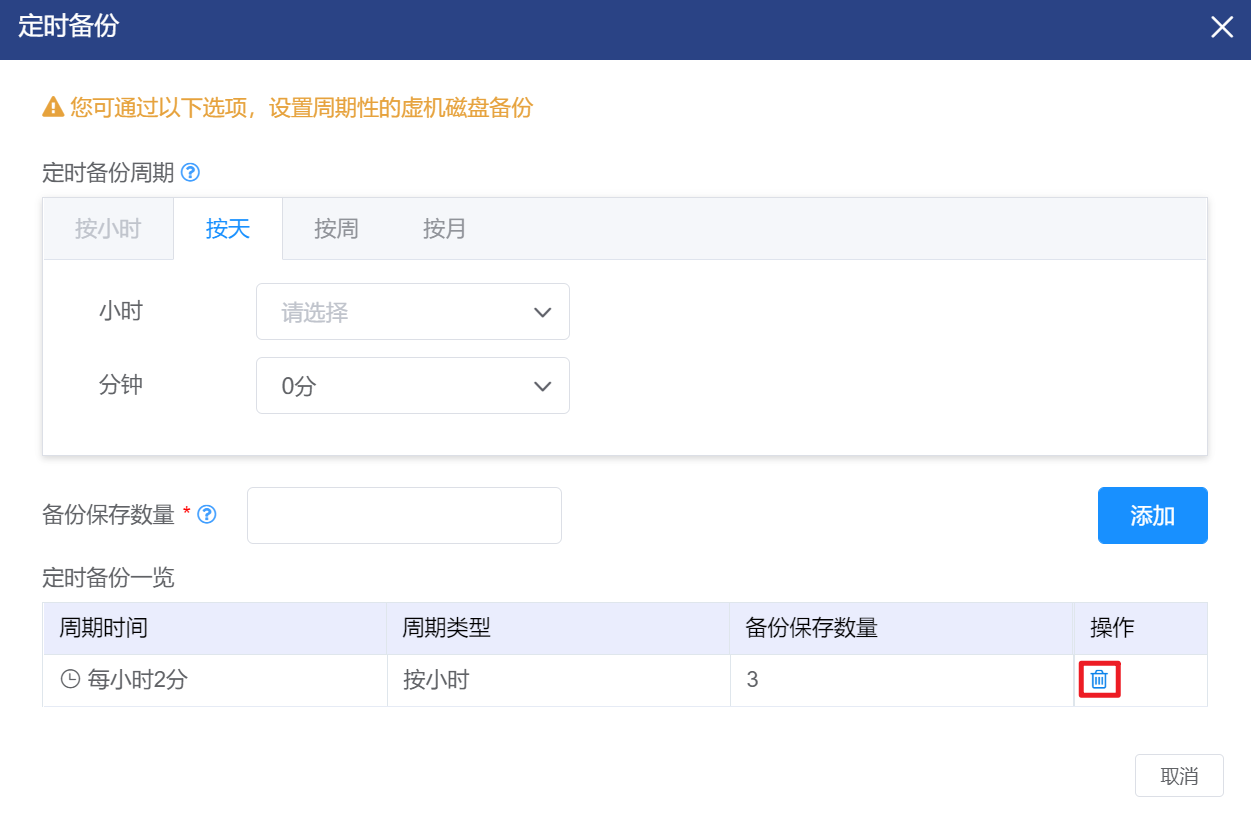 定时备份
您可通过以下选项，设置周期性的虚机磁盘备份
定时备份周期
按小时 按天 按周 按月
小时 请选择
分钟 0分
备份保存数量 * 添加
定时备份一览
周期时间 周期类型 备份保存数量 操作
每小时2分 按小时 3
取消